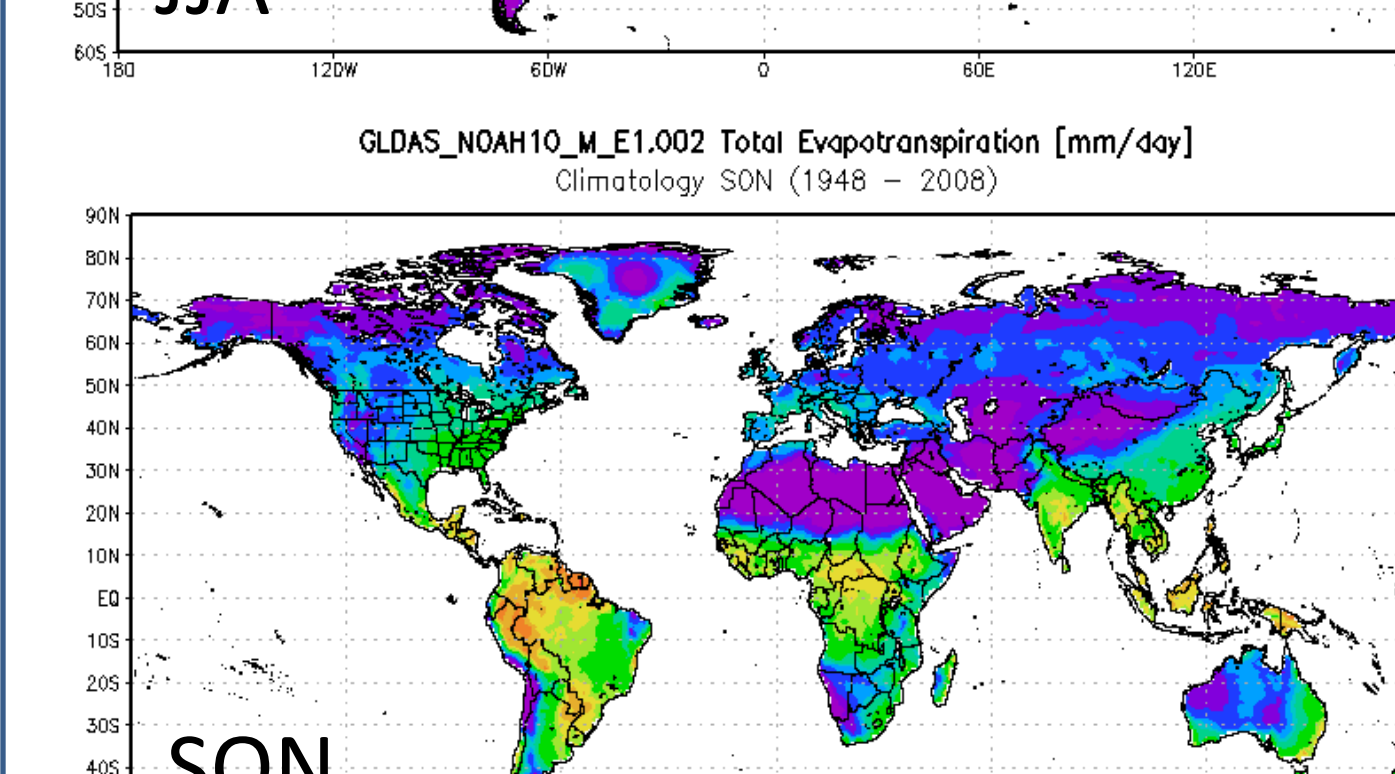 JJA
50S
60S
180 120W 60W 0 60E 120E
GLDAS_NOAH10_M_E1.002 Total Evapotranspiration [mm/day]
Climatology SON (1948 – 2008)
90N
80N
70N
60N
50N
40N
30N
20N
10N
EQ
10S
20S
30S
SON
40S